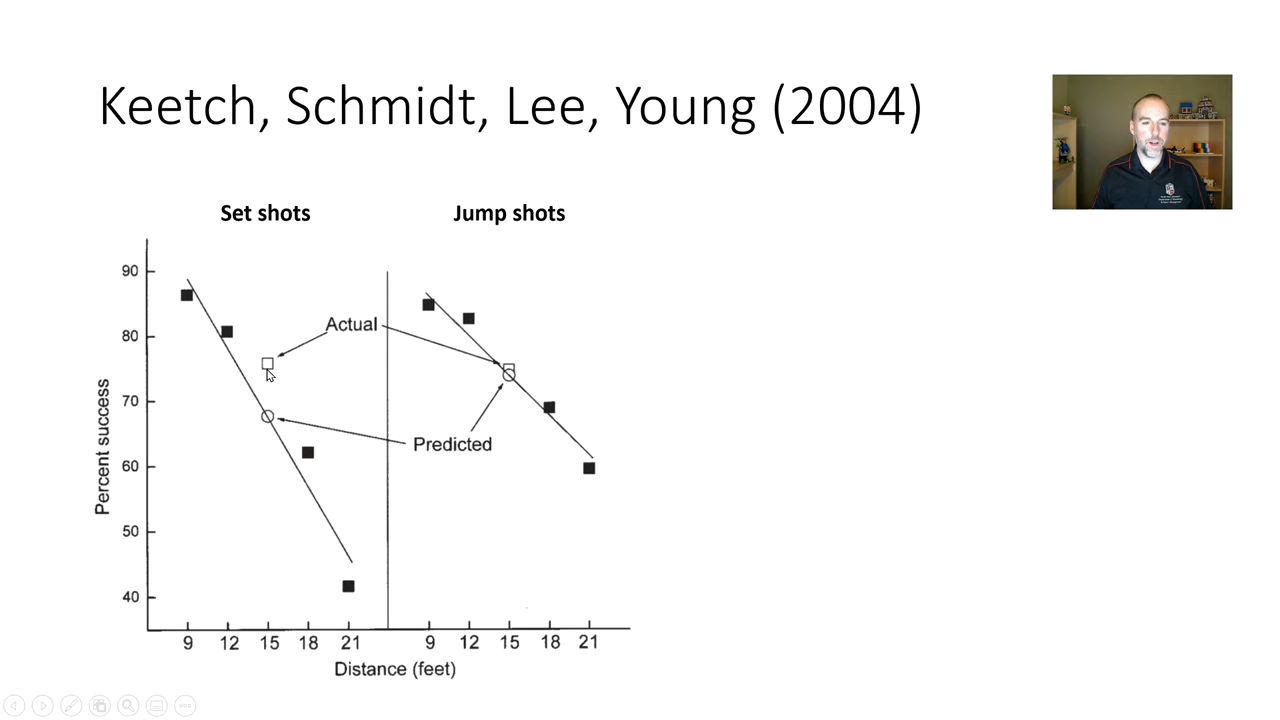 Keetch, Schmidt, Lee, Young (2004)
Set shots
Jump shots
90
80
70
60
50
40
Percent success
Actual
Predicted
9 12 15 18 21
9 12 15 18 21
Distance (feet)